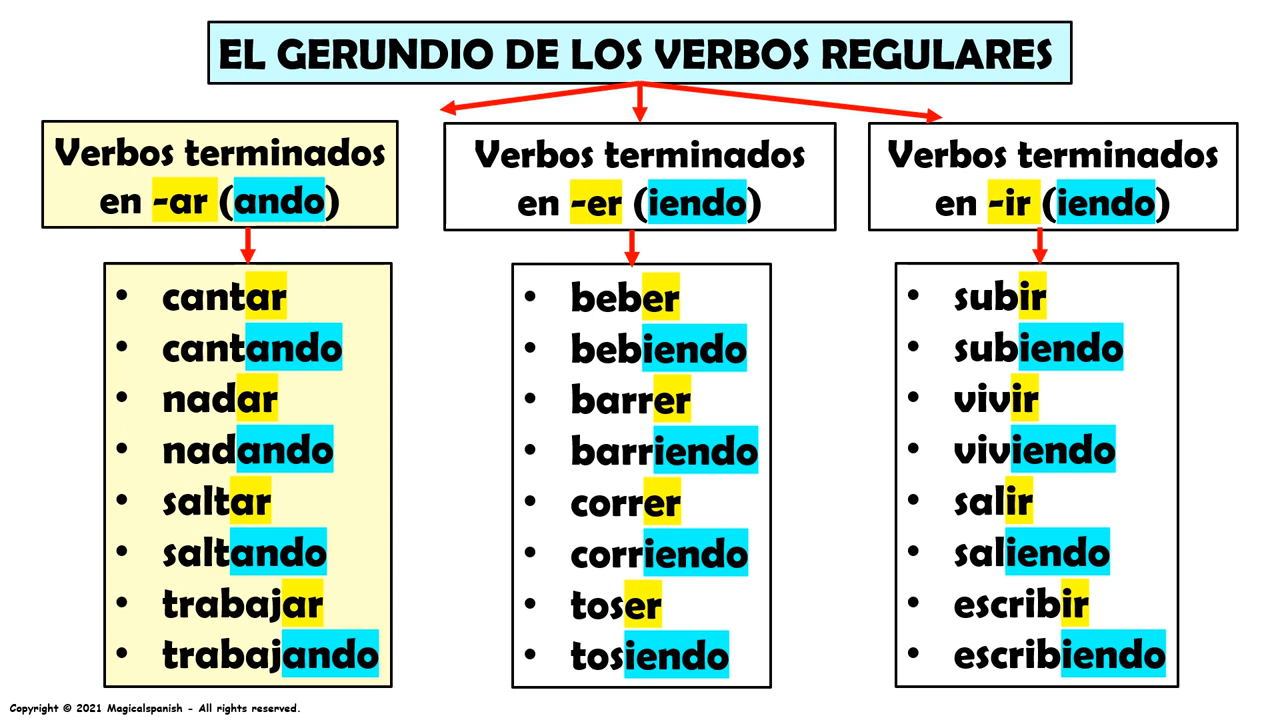 EL GERUNDIO DE LOS VERBOS REGULARES
Verbos terminados
en -ar (ando)
• cantar
• cantando
• nadar
• nadando
• saltar
• saltando
• trabajar
• trabajando
Verbos terminados
en -er (iendo)
• beber
• bebiendo
• barrer
• barriendo
• correr
• corriendo
• toser
• tosiendo
Verbos terminados
en -ir (iendo)
• subir
• subiendo
• vivir
• viviendo
• salir
• saliendo
• escribir
• escribiendo
Copyright © 2021 Magicalspanish - All rights reserved.